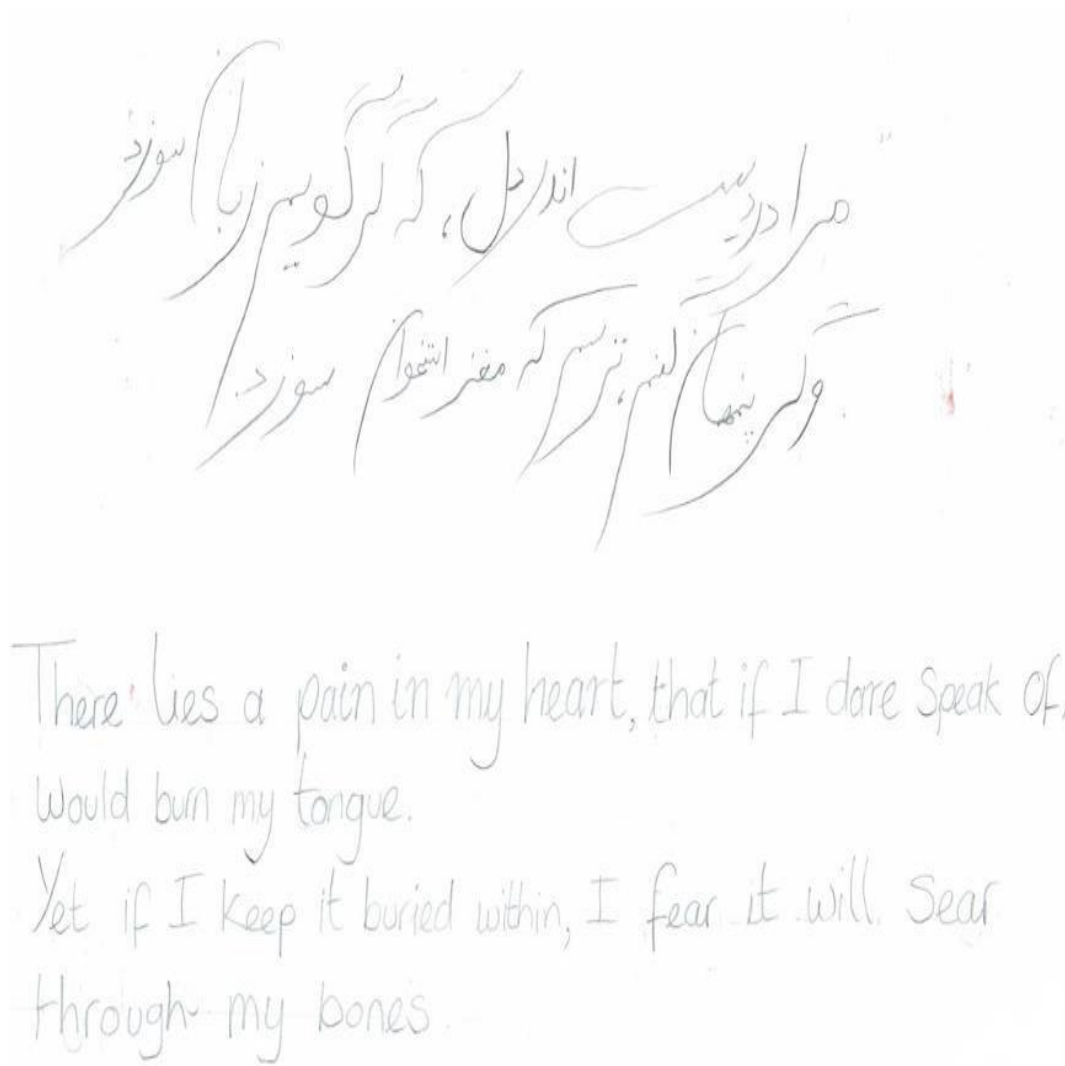 مرا دردیست اندر دل، که گر گویم زبان سوزد
وگر پنهان کنم، ترسم که مغز استخوان سوزد.
There lies a pain in my heart, that if I dare speak of,
would burn my tongue.
Yet if I keep it buried within, I fear it will sear
through my bones.